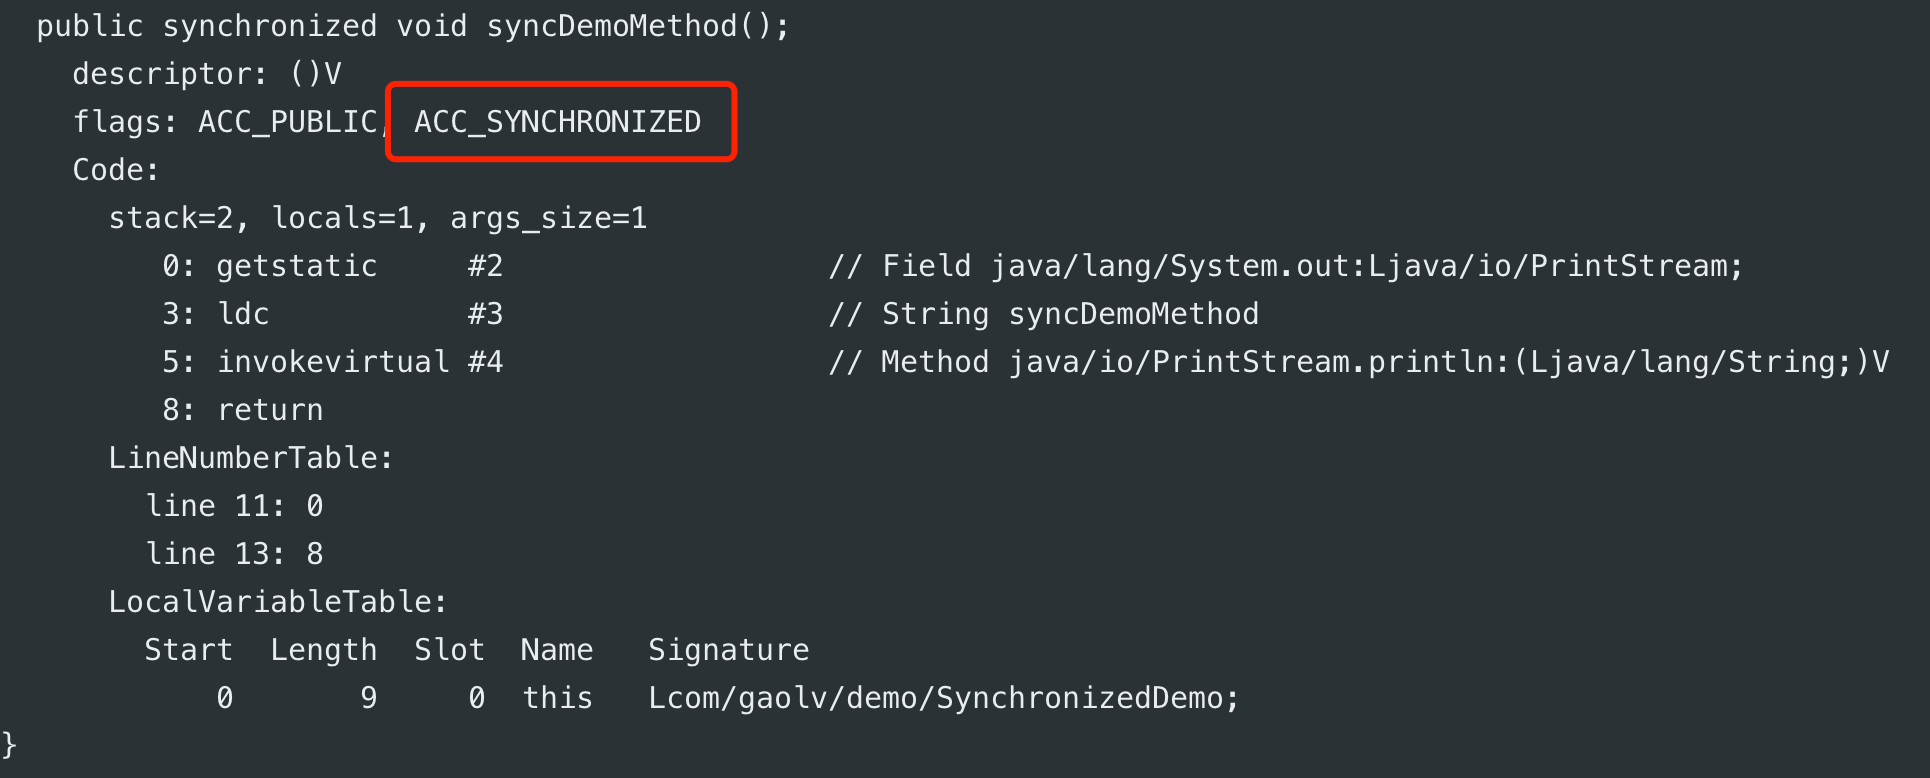 public synchronized void syncDemoMethod();
descriptor: ()V
flags: ACC_PUBLIC, ACC_SYNCHRONIZED
Code:
stack=2, locals=1, args_size=1
0: getstatic #2 // Field java/lang/System.out:Ljava/io/PrintStream;
3: ldc #3 // String syncDemoMethod
5: invokevirtual #4 // Method java/io/PrintStream.println:(Ljava/lang/String;)V
8: return
LineNumberTable:
line 11: 0
line 13: 8
LocalVariableTable:
Start Length Slot Name Signature
0 9 0 this Lcom/gaolv/demo/SynchronizedDemo;
}